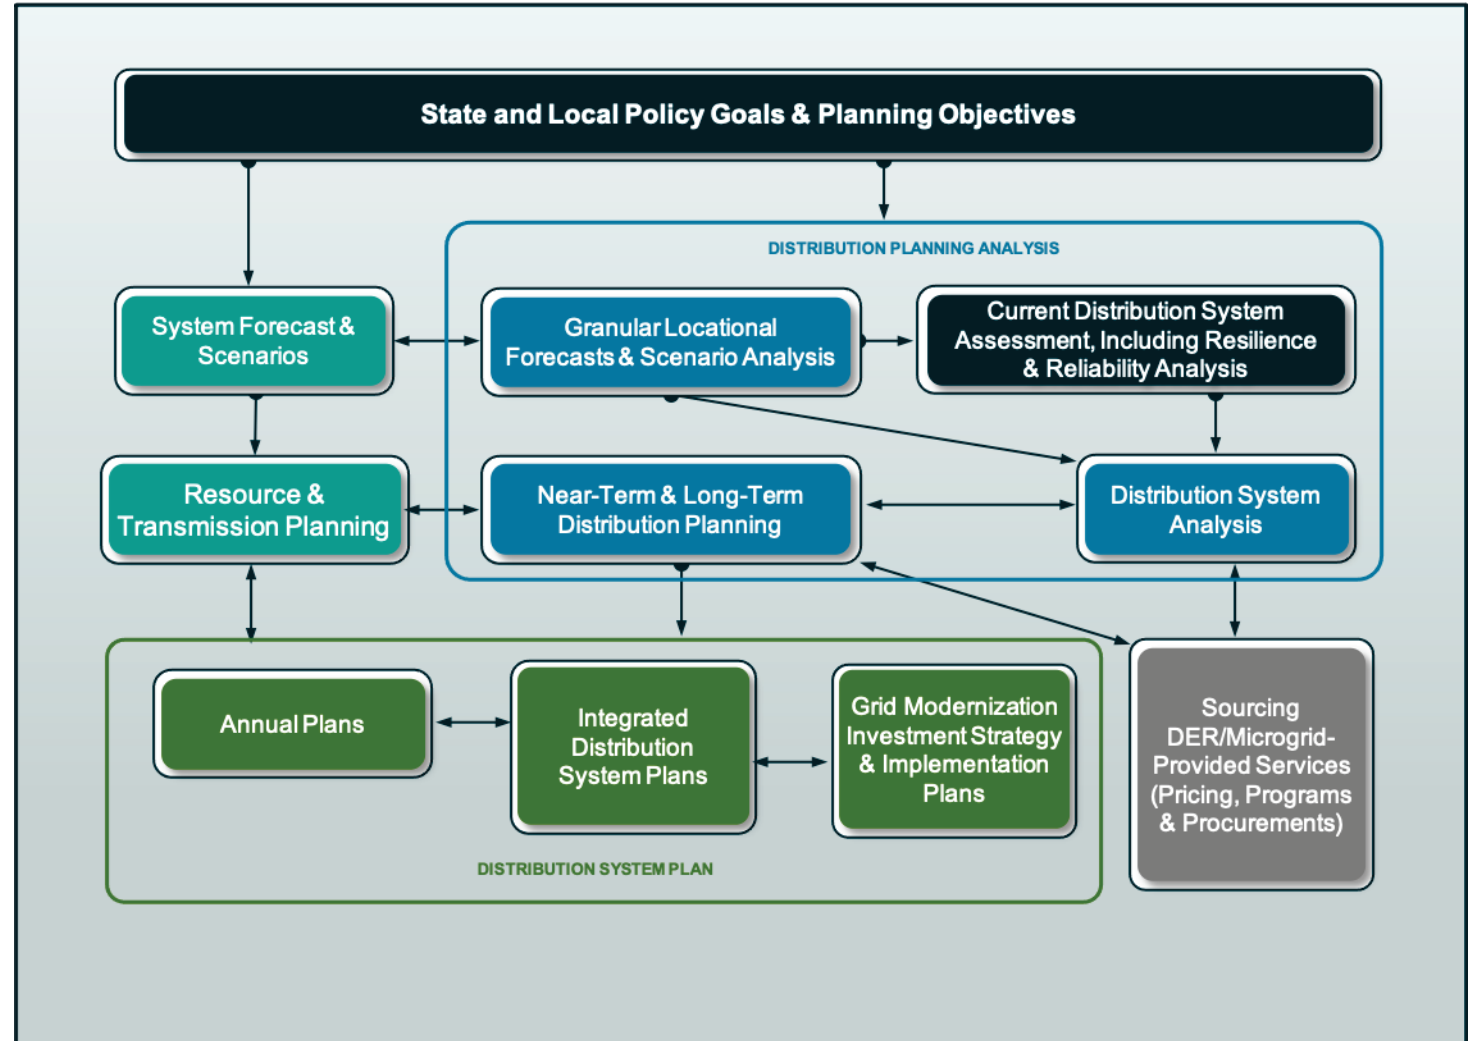 State and Local Policy Goals & Planning Objectives
DISTRIBUTION PLANNING ANALYSIS
System Forecast &
Scenarios
Granular Locational
Forecasts & Scenario Analysis
Current Distribution System
Assessment, Including Resilience
& Reliability Analysis
Resource &
Transmission Planning
Near-Term & Long-Term
Distribution Planning
Distribution System
Analysis
Annual Plans
Integrated
Distribution
System Plans
Grid Modernization
Investment Strategy
& Implementation
Plans
Sourcing
DER/Microgrid-
Provided Services
(Pricing, Programs
& Procurements)
DISTRIBUTION SYSTEM PLAN